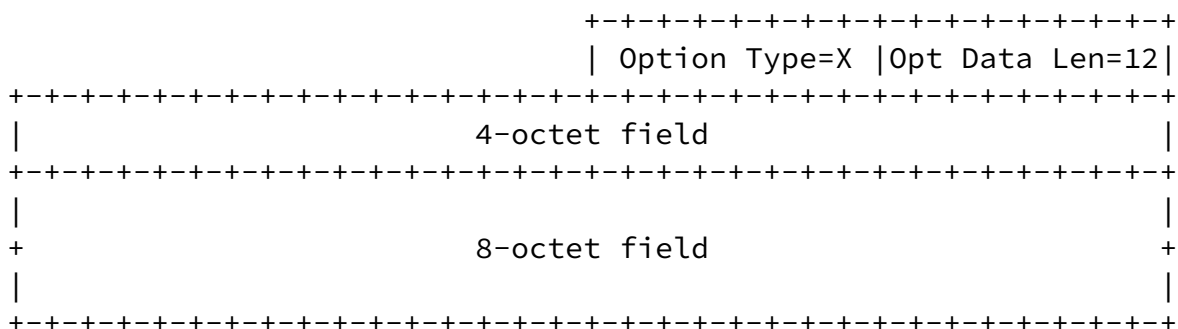 +-+-+-+-+-+-+-+-+-+-+-+-+-+-+-+-+
| Option Type=X |Opt Data Len=12|
+-+-+-+-+-+-+-+-+-+-+-+-+-+-+-+-+-+-+-+-+-+-+-+-+-+-+-+-+-+-+-+-+
| 4-octet field |
+-+-+-+-+-+-+-+-+-+-+-+-+-+-+-+-+-+-+-+-+-+-+-+-+-+-+-+-+-+-+-+-+
| |
+ 8-octet field +
| |
+-+-+-+-+-+-+-+-+-+-+-+-+-+-+-+-+-+-+-+-+-+-+-+-+-+-+-+-+-+-+-+-+